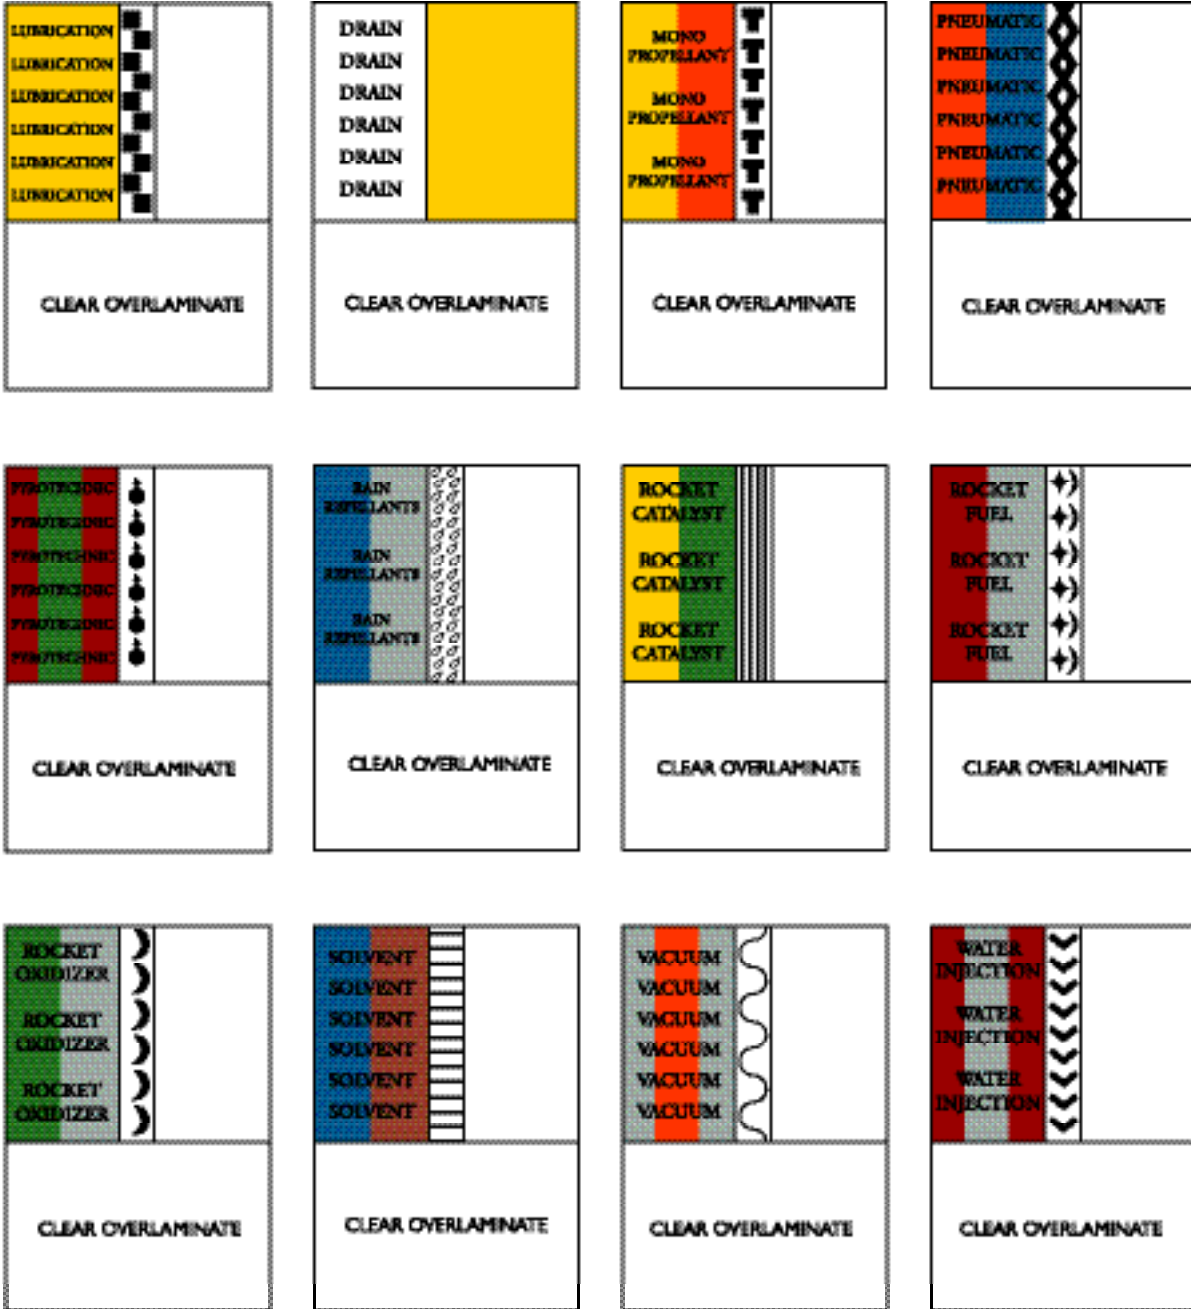 LUBRICATION
LUBRICATION
LUBRICATION
LUBRICATION
LUBRICATION
LUBRICATION
CLEAR OVERLAMINATE
DRAIN
DRAIN
DRAIN
DRAIN
DRAIN
DRAIN
CLEAR OVERLAMINATE
MONO
PROPELLANT
MONO
PROPELLANT
MONO
PROPELLANT
CLEAR OVERLAMINATE
PNEUMATIC
PNEUMATIC
PNEUMATIC
PNEUMATIC
PNEUMATIC
PNEUMATIC
CLEAR OVERLAMINATE
PYROTECHNIC
PYROTECHNIC
PYROTECHNIC
PYROTECHNIC
PYROTECHNIC
PYROTECHNIC
CLEAR OVERLAMINATE
RAIN
REPELLANTS
RAIN
REPELLANTS
RAIN
REPELLANTS
CLEAR OVERLAMINATE
ROCKET
CATALYST
ROCKET
CATALYST
ROCKET
CATALYST
CLEAR OVERLAMINATE
ROCKET
FUEL
ROCKET
FUEL
ROCKET
FUEL
CLEAR OVERLAMINATE
ROCKET
OXIDIZER
ROCKET
OXIDIZER
ROCKET
OXIDIZER
CLEAR OVERLAMINATE
SOLVENT
SOLVENT
SOLVENT
SOLVENT
SOLVENT
SOLVENT
CLEAR OVERLAMINATE
VACUUM
VACUUM
VACUUM
VACUUM
VACUUM
VACUUM
CLEAR OVERLAMINATE
WATER
INJECTION
WATER
INJECTION
WATER
INJECTION
CLEAR OVERLAMINATE